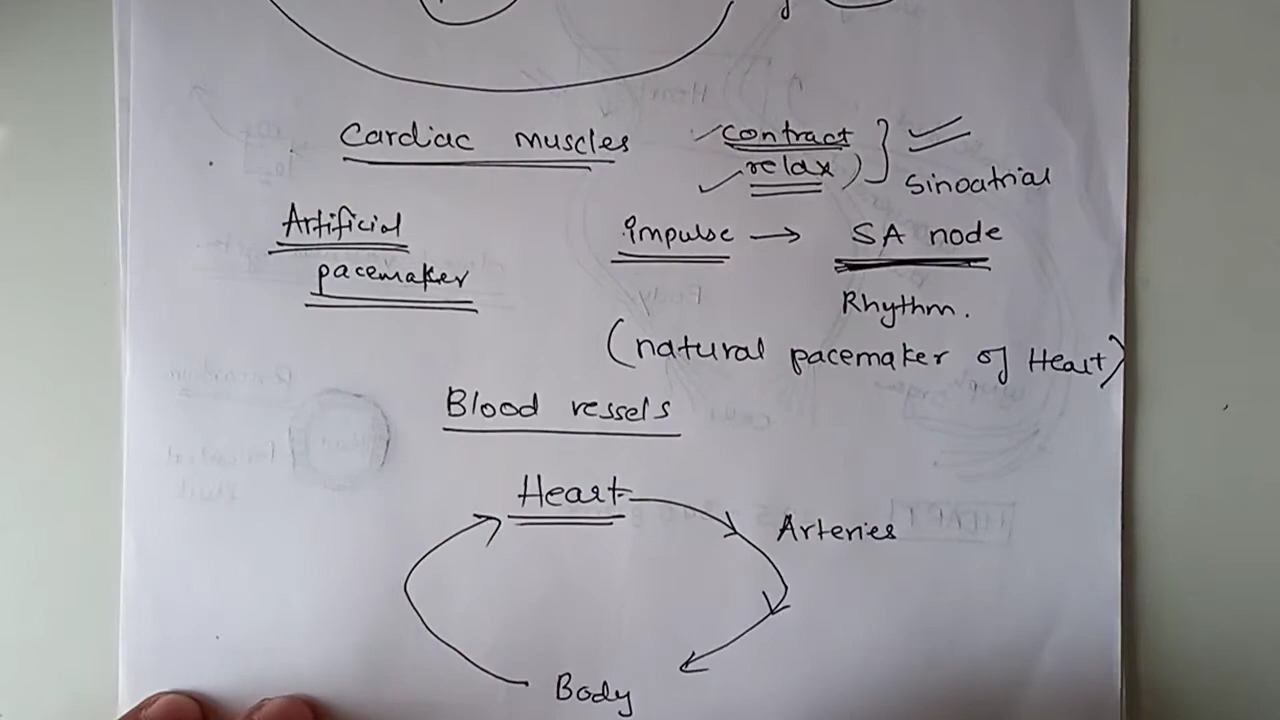 Cardiac muscles contract
relax
Sinoatrial
Artificial
pacemaker
impulse → SA node
Rhythm.
(natural pacemaker of Heart)
Blood vessels
Heart
Arteries
Body